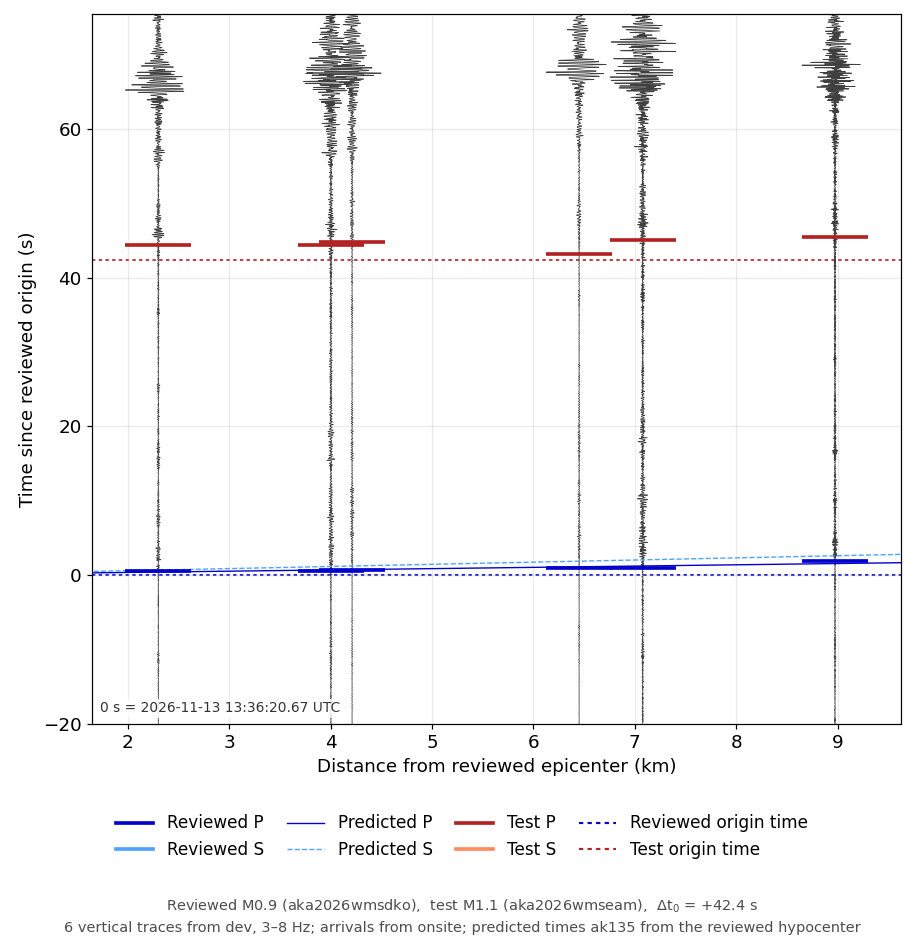 Time since reviewed origin (s)
60
40
20
0
−20
0 s = 2026-11-13 13:36:20.67 UTC
2 3 4 5 6 7 8 9
Distance from reviewed epicenter (km)
Reviewed P Predicted P Test P Reviewed origin time
Reviewed S Predicted S Test S Test origin time
Reviewed M0.9 (aka2026wmsdko), test M1.1 (aka2026wmseam), Δt₀ = +42.4 s
6 vertical traces from dev, 3–8 Hz; arrivals from onsite; predicted times ak135 from the reviewed hypocenter